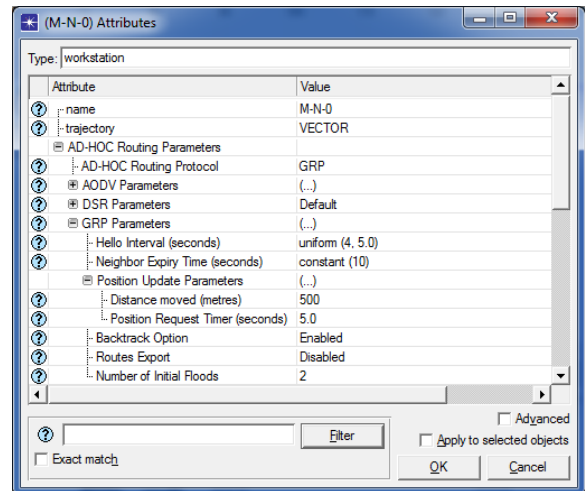 (M-N-0) Attributes
Type: workstation
Attribute Value
name M-N-0
trajectory VECTOR
AD-HOC Routing Parameters
AD-HOC Routing Protocol GRP
AODV Parameters (...)
DSR Parameters Default
GRP Parameters (...)
Hello Interval (seconds) uniform (4, 5.0)
Neighbor Expiry Time (seconds) constant (10)
Position Update Parameters (...)
Distance moved (metres) 500
Position Request Timer (seconds) 5.0
Backtrack Option Enabled
Routes Export Disabled
Number of Initial Floods 2
Advanced
Filter Apply to selected objects
Exact match
OK Cancel